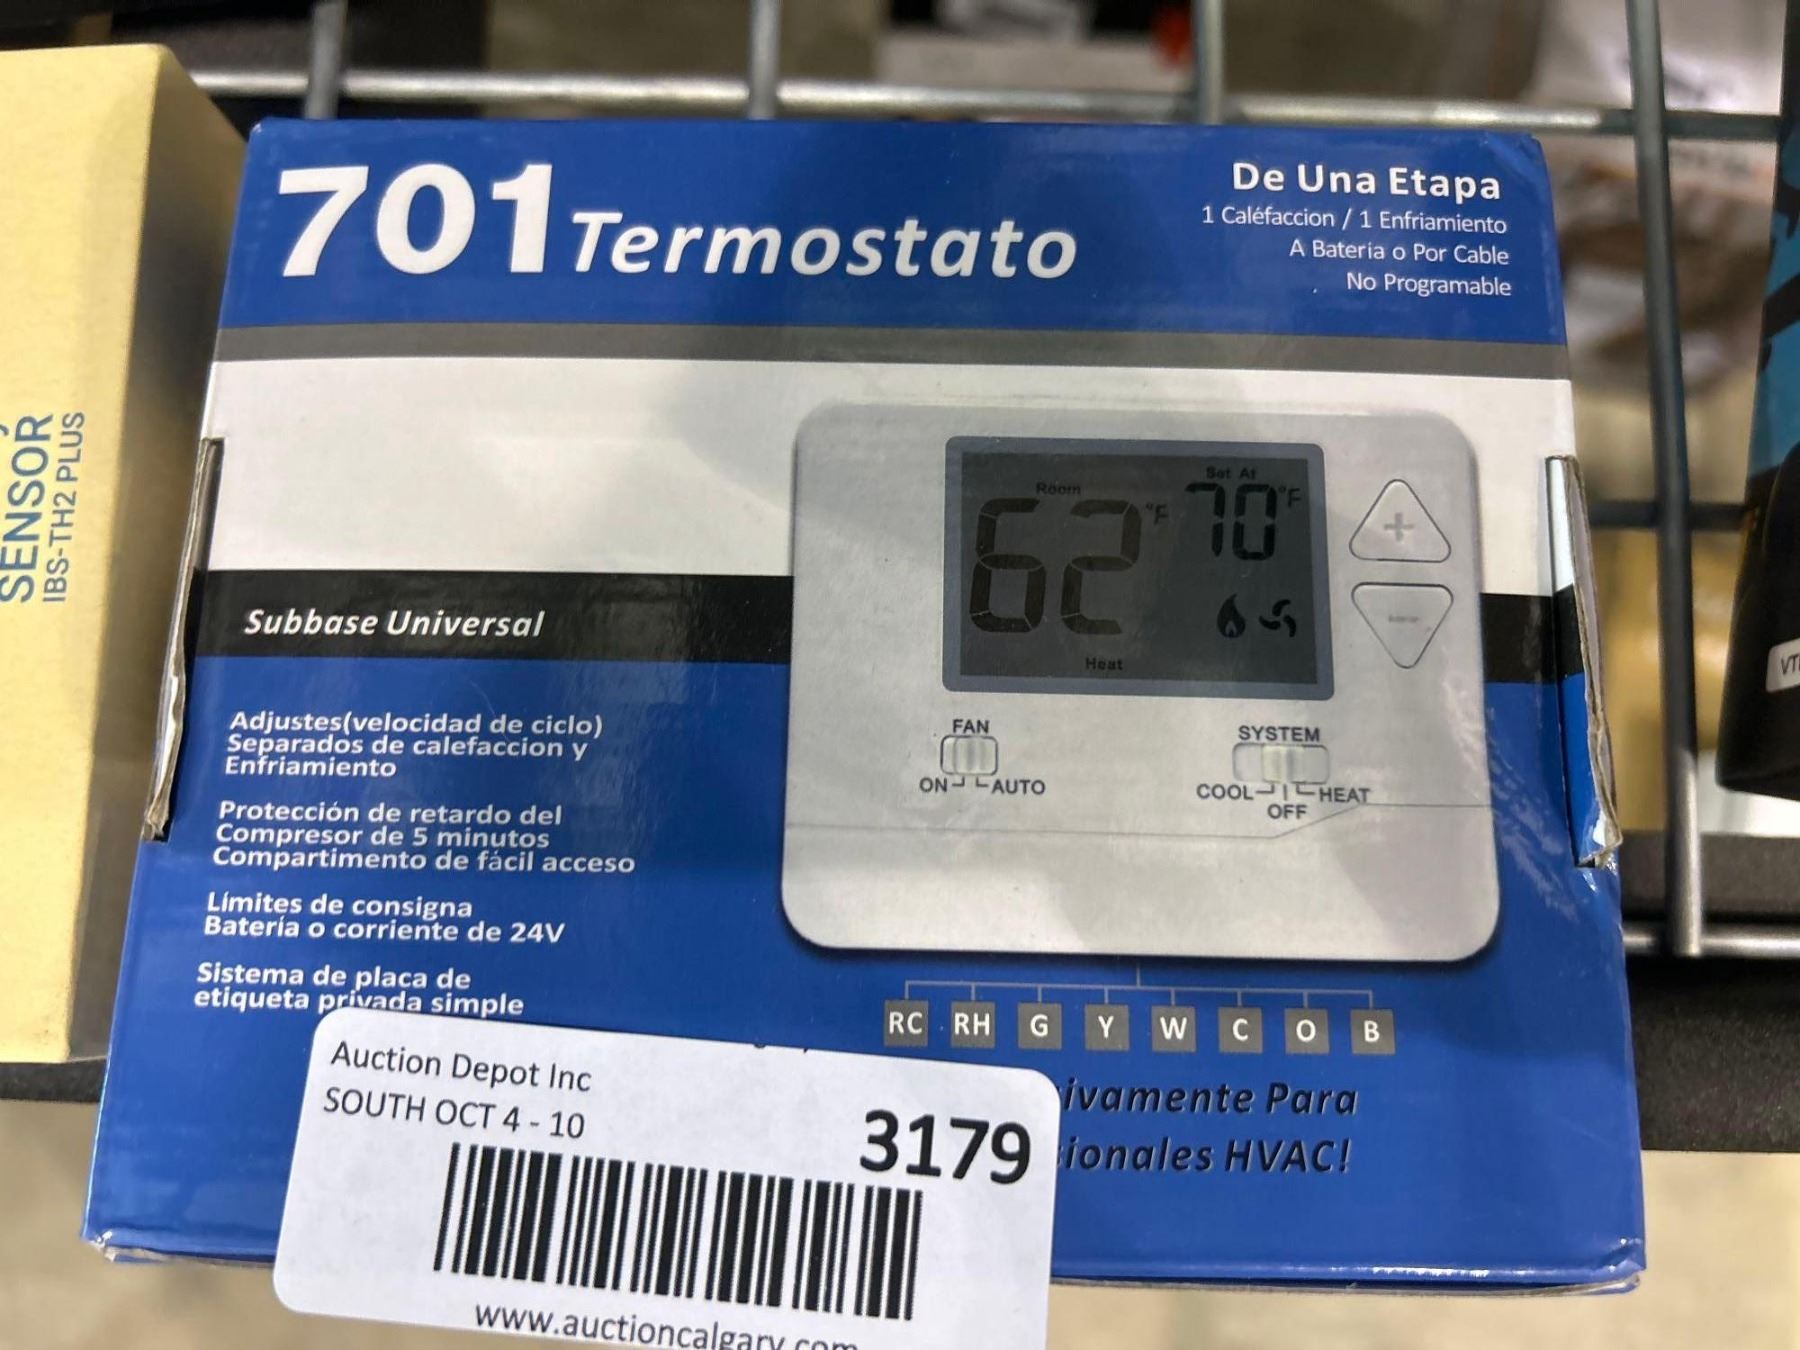 701 Termostato
De Una Etapa
1 Caléfaccion / 1 Enfriamiento
A Bateria o Por Cable
No Programable
SENSOR
IBS-TH2 PLUS
Room
62 °F
Set At
70 °F
Heat
FAN
ON AUTO
SYSTEM
COOL HEAT
OFF
Subbase Universal
Adjustes(velocidad de ciclo)
Separados de calefaccion y
Enfriamiento
Protección de retardo del
Compresor de 5 minutos
Compartimento de fácil acceso
Límites de consigna
Batería o corriente de 24V
Sistema de placa de
etiqueta privada simple
RC RH G Y W C O B
ivamente Para
ionales HVAC!
Auction Depot Inc
SOUTH OCT 4 - 10
3179
www.auctioncalgary.com